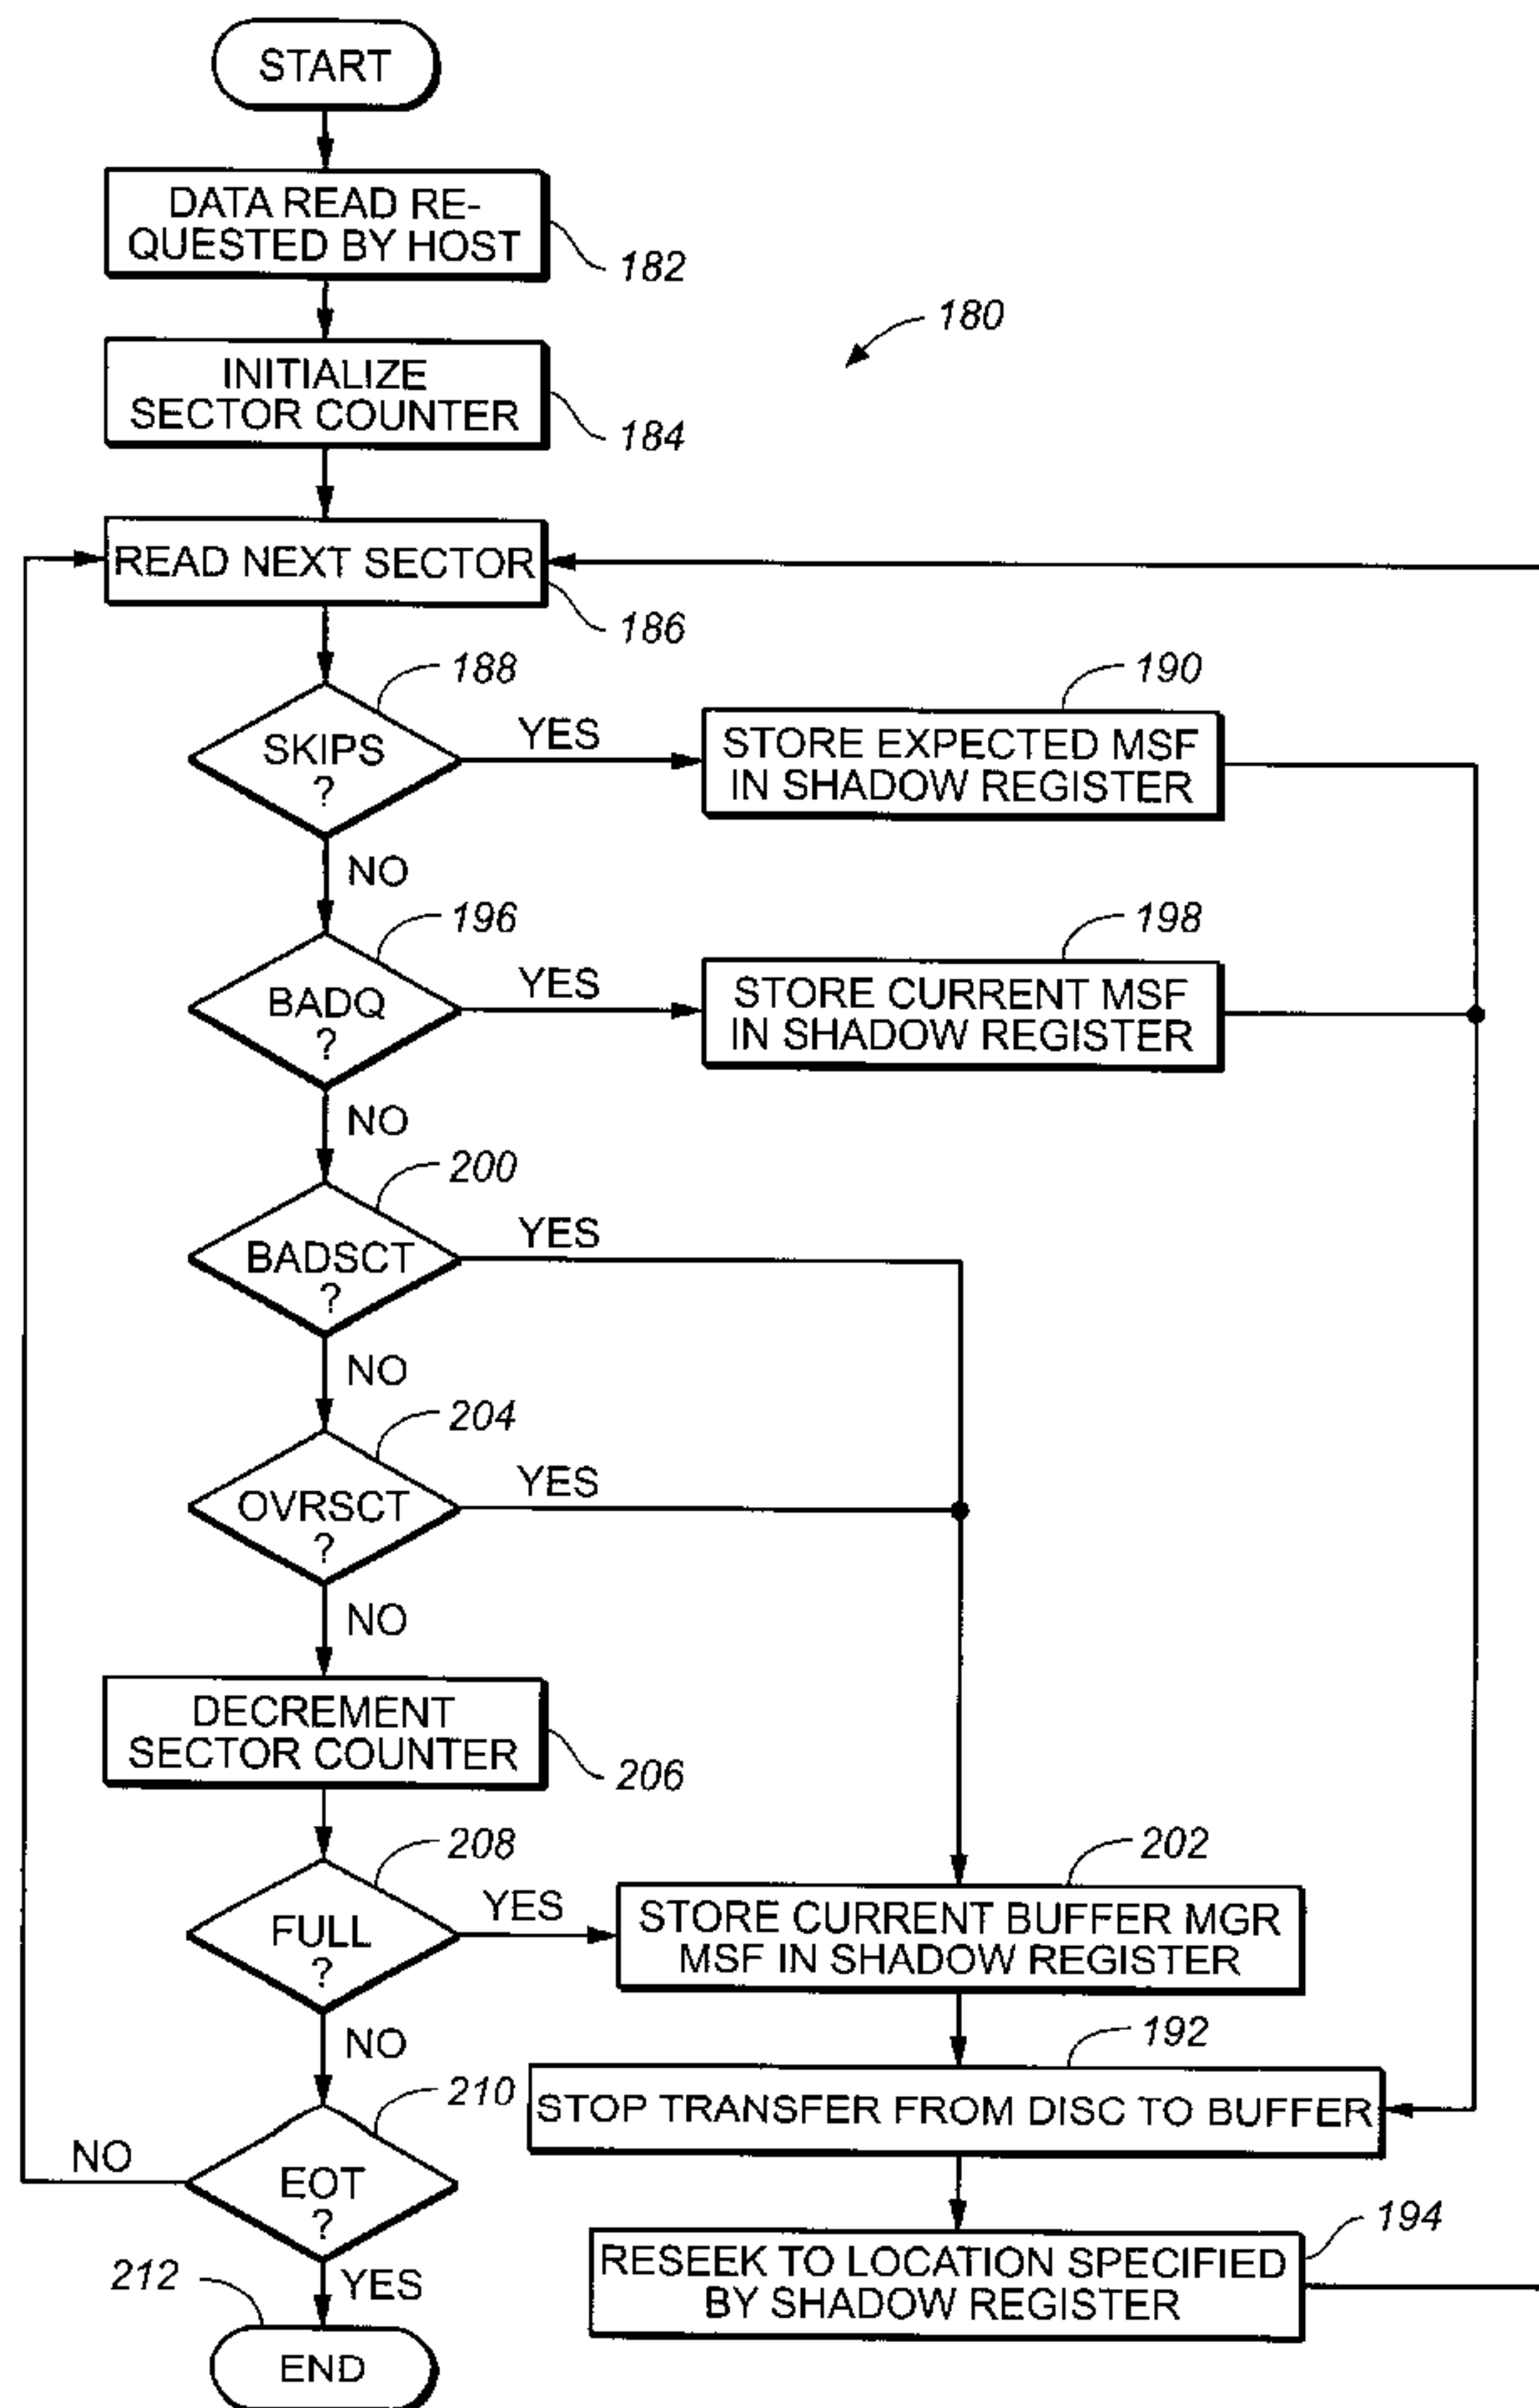 START
DATA READ RE-
QUESTED BY HOST
182
180
INITIALIZE
SECTOR COUNTER
184
READ NEXT SECTOR
186
188
190
SKIPS
?
YES
STORE EXPECTED MSF
IN SHADOW REGISTER
NO
196
198
BADQ
?
YES
STORE CURRENT MSF
IN SHADOW REGISTER
NO
200
BADSCT
?
YES
NO
204
OVRSCT
?
YES
NO
DECREMENT
SECTOR COUNTER
206
208
202
FULL
?
YES
STORE CURRENT BUFFER MGR
MSF IN SHADOW REGISTER
NO
192
210
STOP TRANSFER FROM DISC TO BUFFER
NO
EOT
?
194
RESEEK TO LOCATION SPECIFIED
BY SHADOW REGISTER
212
YES
END